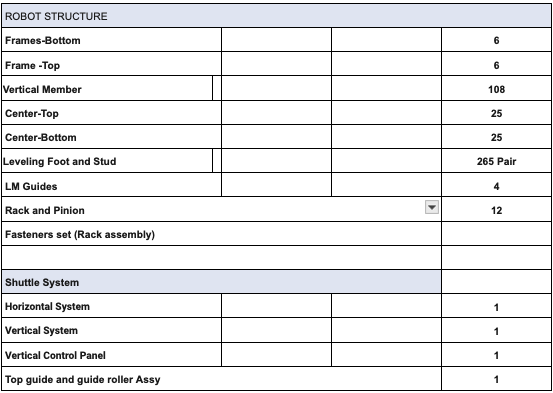 ROBOT STRUCTURE
Frames-Bottom 6
Frame -Top 6
Vertical Member 108
Center-Top 25
Center-Bottom 25
Leveling Foot and Stud 265 Pair
LM Guides 4
Rack and Pinion 12
Fasteners set (Rack assembly)
Shuttle System
Horizontal System 1
Vertical System 1
Vertical Control Panel 1
Top guide and guide roller Assy 1